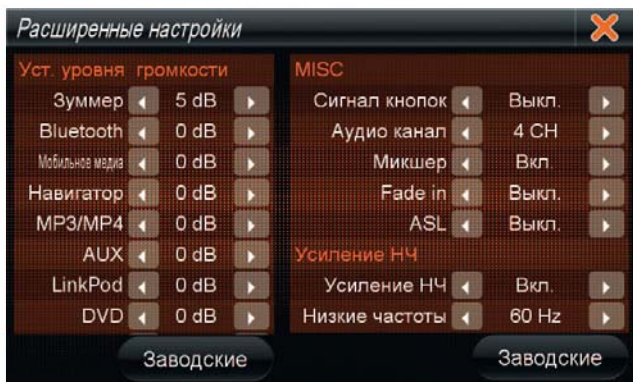 Расширенные настройки
Уст. уровня громкости
Зуммер 5 dB
Bluetooth 0 dB
Мобильное медиа 0 dB
Навигатор 0 dB
MP3/MP4 0 dB
AUX 0 dB
LinkPod 0 dB
DVD 0 dB
Заводские
MISC
Сигнал кнопок Выкл.
Аудио канал 4 CH
Микшер Вкл.
Fade in Выкл.
ASL Выкл.
Усиление НЧ
Усиление НЧ Вкл.
Низкие частоты 60 Hz
Заводские